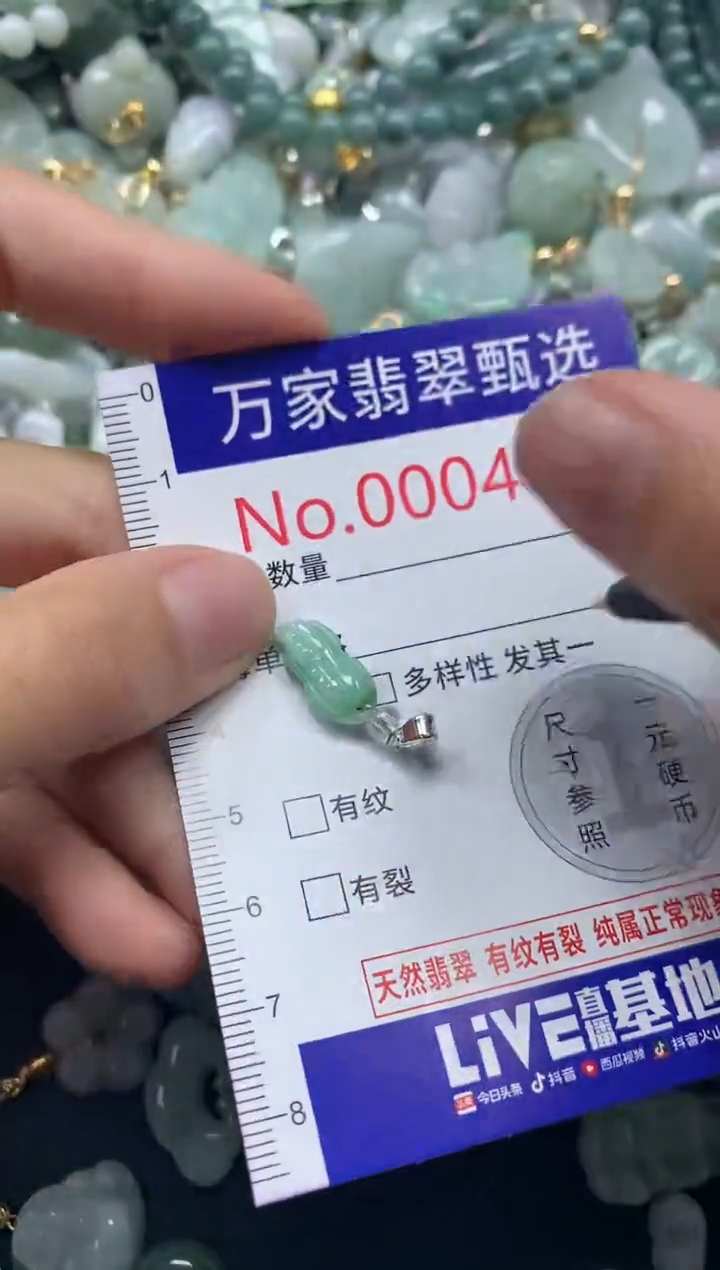 万家翡翠甄选
No.0004
数量
单
多样性 发其一
一元硬币
尺寸参照
有纹
有裂
天然翡翠 有纹有裂 纯属正常现象
LiVE直播基地
今日头条 抖音 西瓜视频 抖音火山
0
1
5
6
7
8